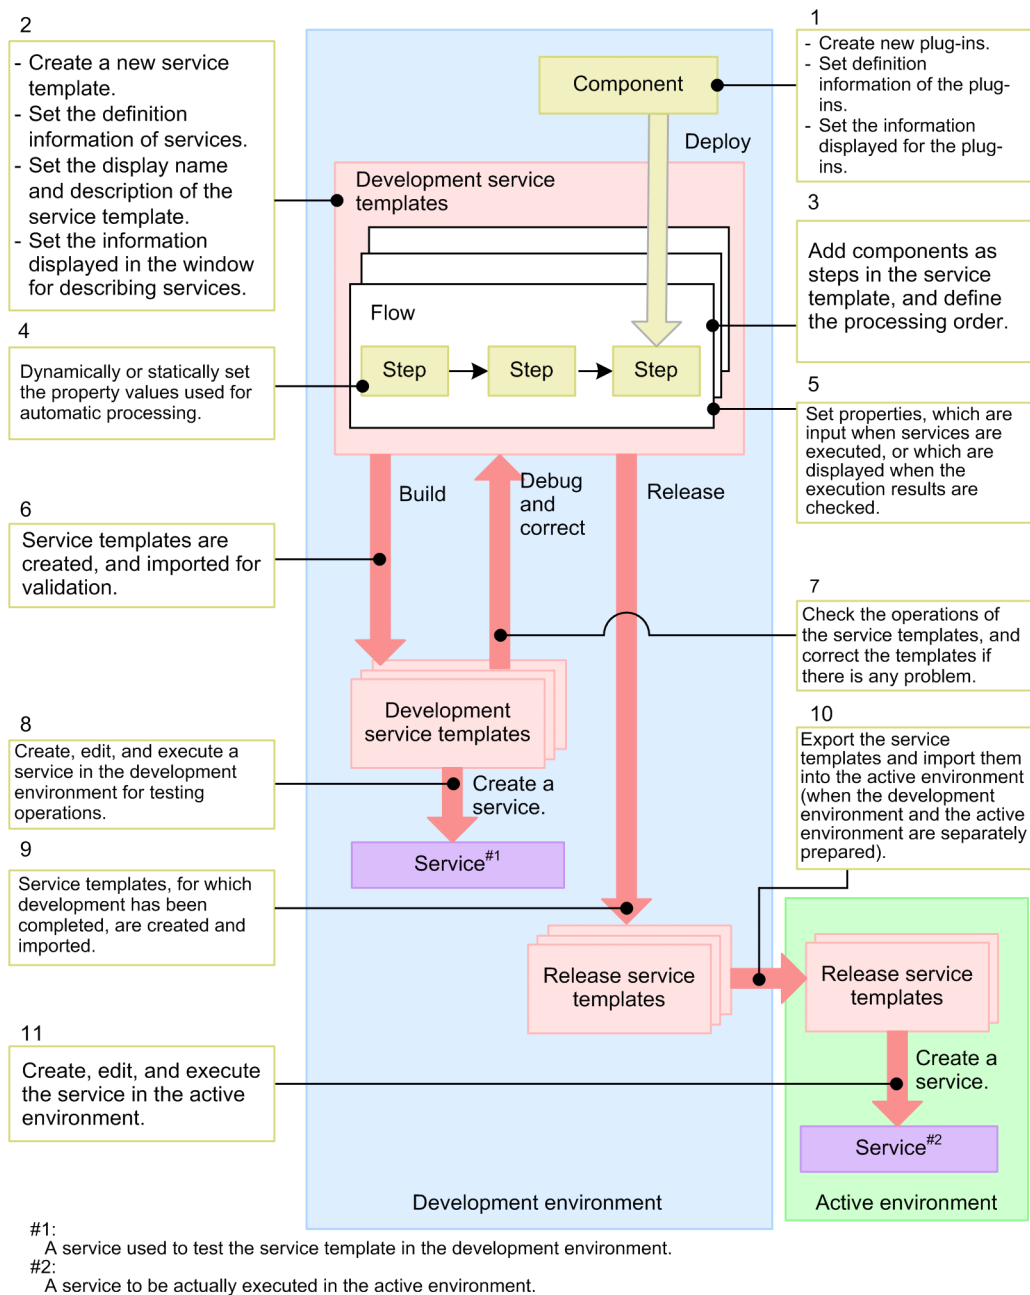 2
- Create a new service
template.
- Set the definition
information of services.
- Set the display name
and description of the
service template.
- Set the information
displayed in the window
for describing services.
1
- Create new plug-ins.
- Set definition
information of the plug-
ins.
- Set the information
displayed for the plug-
ins.
Component
Deploy
Development service
templates
3
Add components as
steps in the service
template, and define
the processing order.
Flow
Step
Step
Step
4
Dynamically or statically set
the property values used for
automatic processing.
5
Set properties, which are
input when services are
executed, or which are
displayed when the
execution results are
checked.
Build
Debug
and
correct
Release
6
Service templates are
created, and imported for
validation.
7
Check the operations of
the service templates, and
correct the templates if
there is any problem.
Development
service templates
8
Create, edit, and execute a
service in the development
environment for testing
operations.
Create a
service.
10
Export the service
templates and import them
into the active environment
(when the development
environment and the active
environment are separately
prepared).
Service#1
9
Service templates, for which
development has been
completed, are created and
imported.
Release service
templates
Release service
templates
11
Create, edit, and execute
the service in the active
environment.
Create a
service.
Service#2
Development environment
Active environment
#1:
A service used to test the service template in the development environment.
#2:
A service to be actually executed in the active environment.